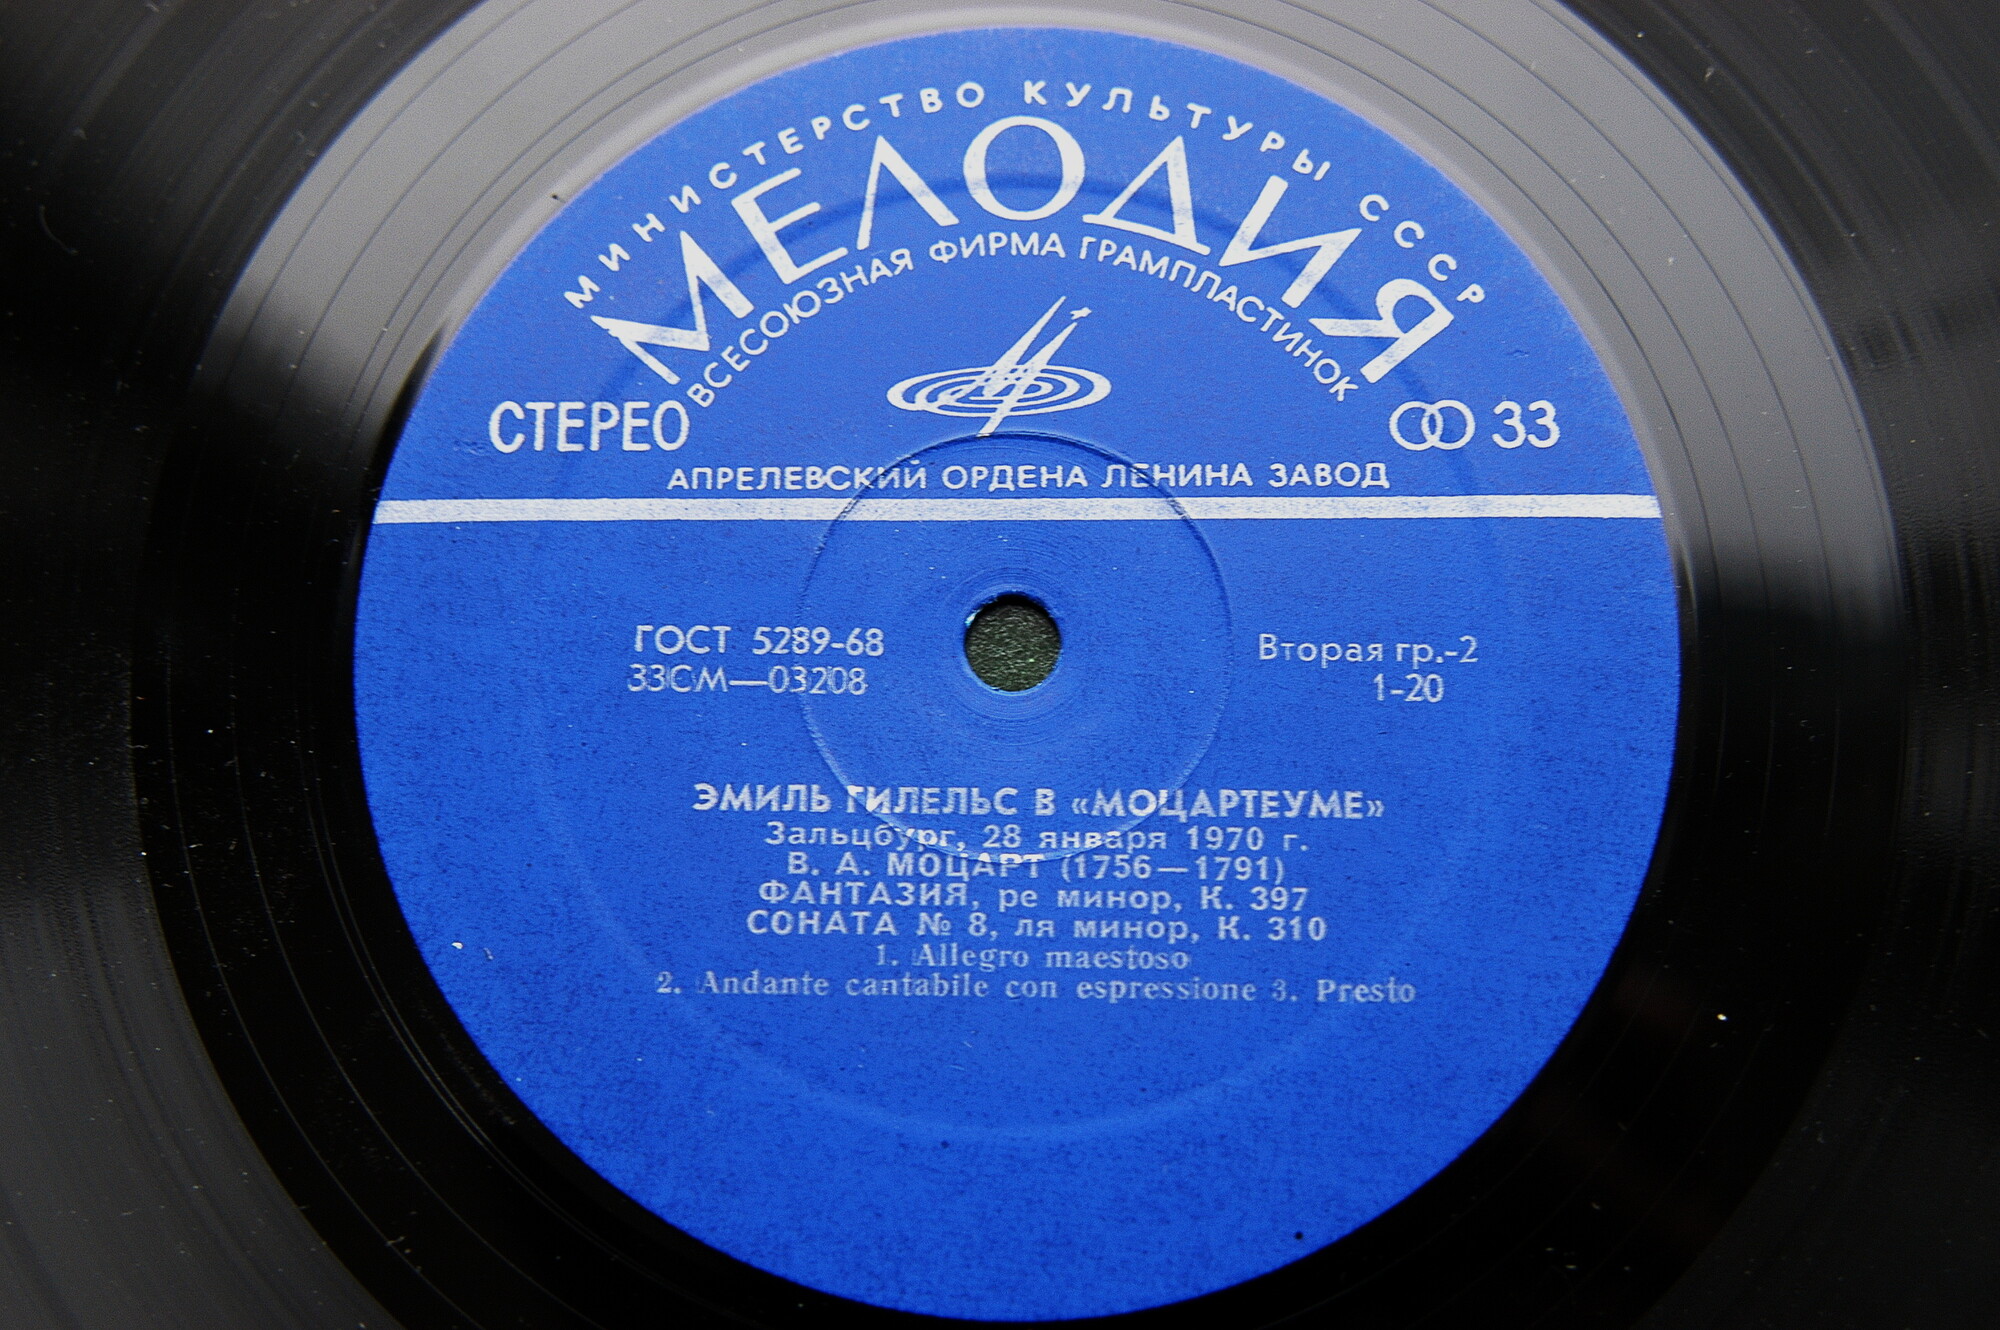 МИНИСТЕРСТВО КУЛЬТУРЫ СССР
МЕЛОДИЯ
ВСЕСОЮЗНАЯ ФИРМА ГРАМПЛАСТИНОК
СТЕРЕО
33
АПРЕЛЕВСКИЙ ОРДЕНА ЛЕНИНА ЗАВОД
ГОСТ 5289-68
33СМ—03208
Вторая гр.-2
1-20
ЭМИЛЬ ГИЛЕЛЬС В «МОЦАРТЕУМЕ»
Зальцбург, 28 января 1970 г.
В. А. МОЦАРТ (1756—1791)
ФАНТАЗИЯ, ре минор, К. 397
СОНАТА № 8, ля минор, К. 310
1. Allegro maestoso
2. Andante cantabile con espressione 3. Presto